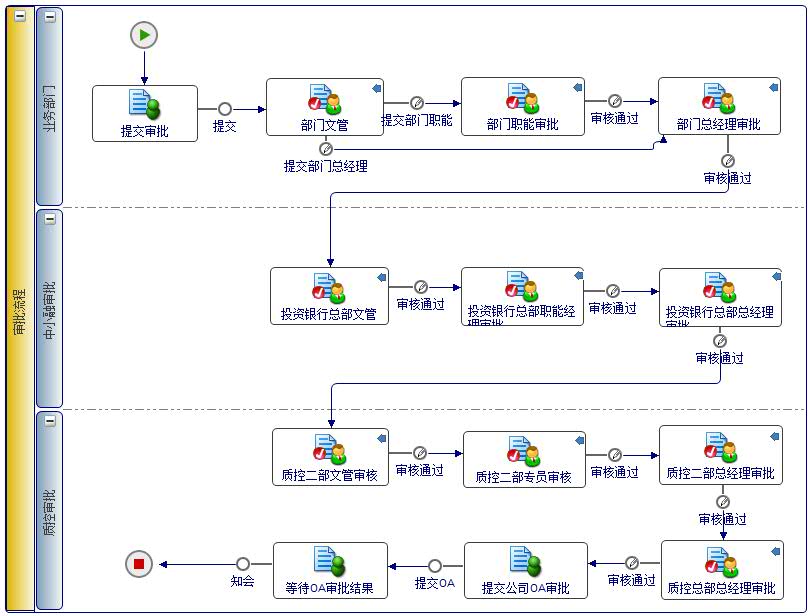 审批流程
业务部门
提交审批
提交
部门文管
提交部门职能
部门职能审批
审核通过
部门总经理审批
提交部门总经理
审核通过
中小融审批
投资银行总部文管
审核通过
投资银行总部职能经
理审批
审核通过
投资银行总部总经理
审批
审核通过
质控审批
质控二部文管审核
审核通过
质控二部专员审核
审核通过
质控二部总经理审批
审核通过
知会
等待OA审批结果
提交OA
提交公司OA审批
审核通过
质控总部总经理审批